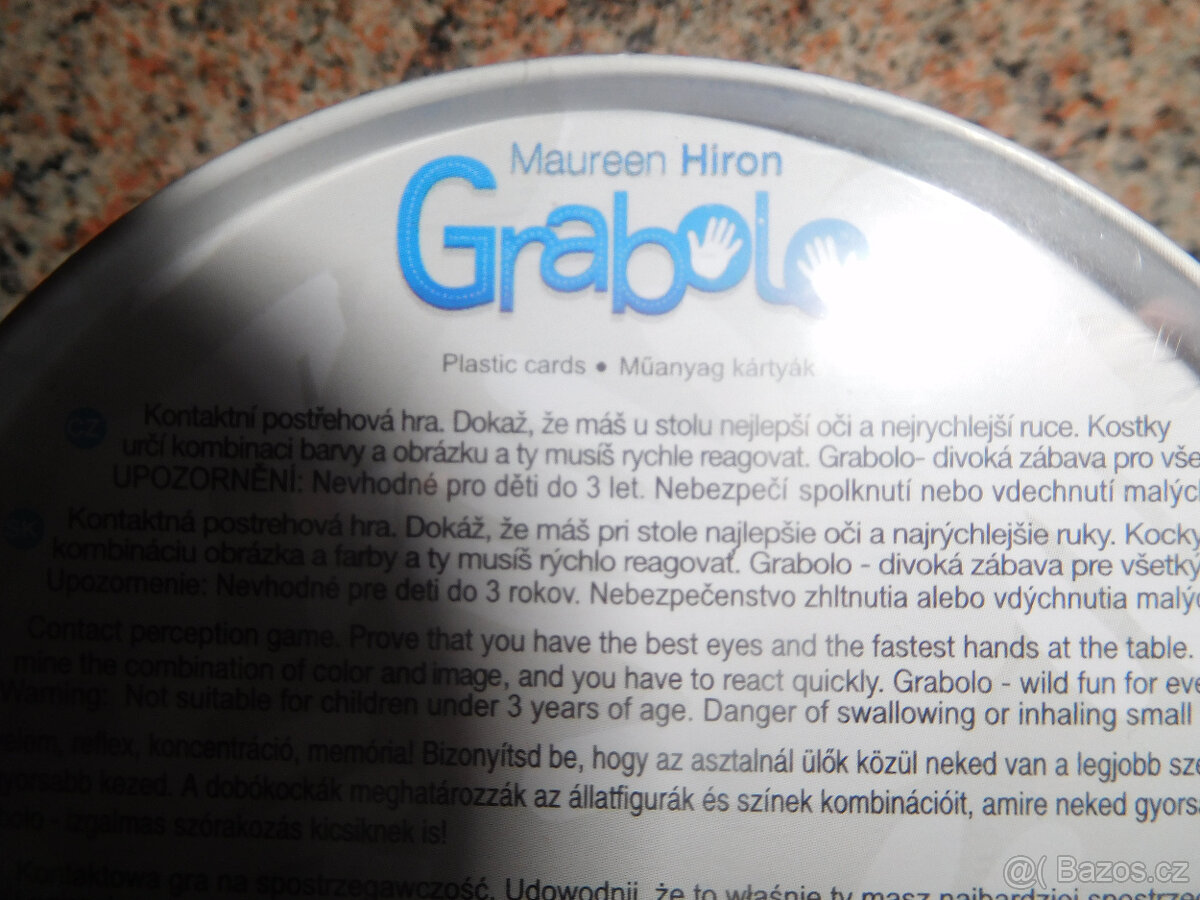 Maureen Hiron
Grabolo
Plastic cards • Műanyag kártyák
CZ Kontaktní postřehová hra. Dokaž, že máš u stolu nejlepší oči a nejrychlejší ruce. Kostky
určí kombinaci barvy a obrázku a ty musíš rychle reagovat. Grabolo- divoká zábava pro vše
UPOZORNĚNÍ: Nevhodné pro děti do 3 let. Nebezpečí spolknutí nebo vdechnutí malých
SK Kontaktná postrehová hra. Dokáž, že máš pri stole najlepšie oči a najrýchlejšie ruky. Kocky
kombináciu obrázka a farby a ty musíš rýchlo reagovať. Grabolo - divoká zábava pre všetký
Upozornenie: Nevhodné pre deti do 3 rokov. Nebezpečenstvo zhltnutia alebo vdýchnutia malýc
Contact perception game. Prove that you have the best eyes and the fastest hands at the table.
mine the combination of color and image, and you have to react quickly. Grabolo - wild fun for eve
Warning: Not suitable for children under 3 years of age. Danger of swallowing or inhaling small
elom, reflex, koncentráció, memória! Bizonyítsd be, hogy az asztalnál ülők közül neked van a legjobb sze
gyorsabb kezed. A dobókockák meghatározzák az állatfigurák és színek kombinációit, amire neked gyorsa
bolo - izgalmas szórakozás kicsiknek is!
Kontaktowa gra na spostrzegawczość. Udowodnij, że to właśnie ty masz najbardziej spostrze
@( Bazos.cz